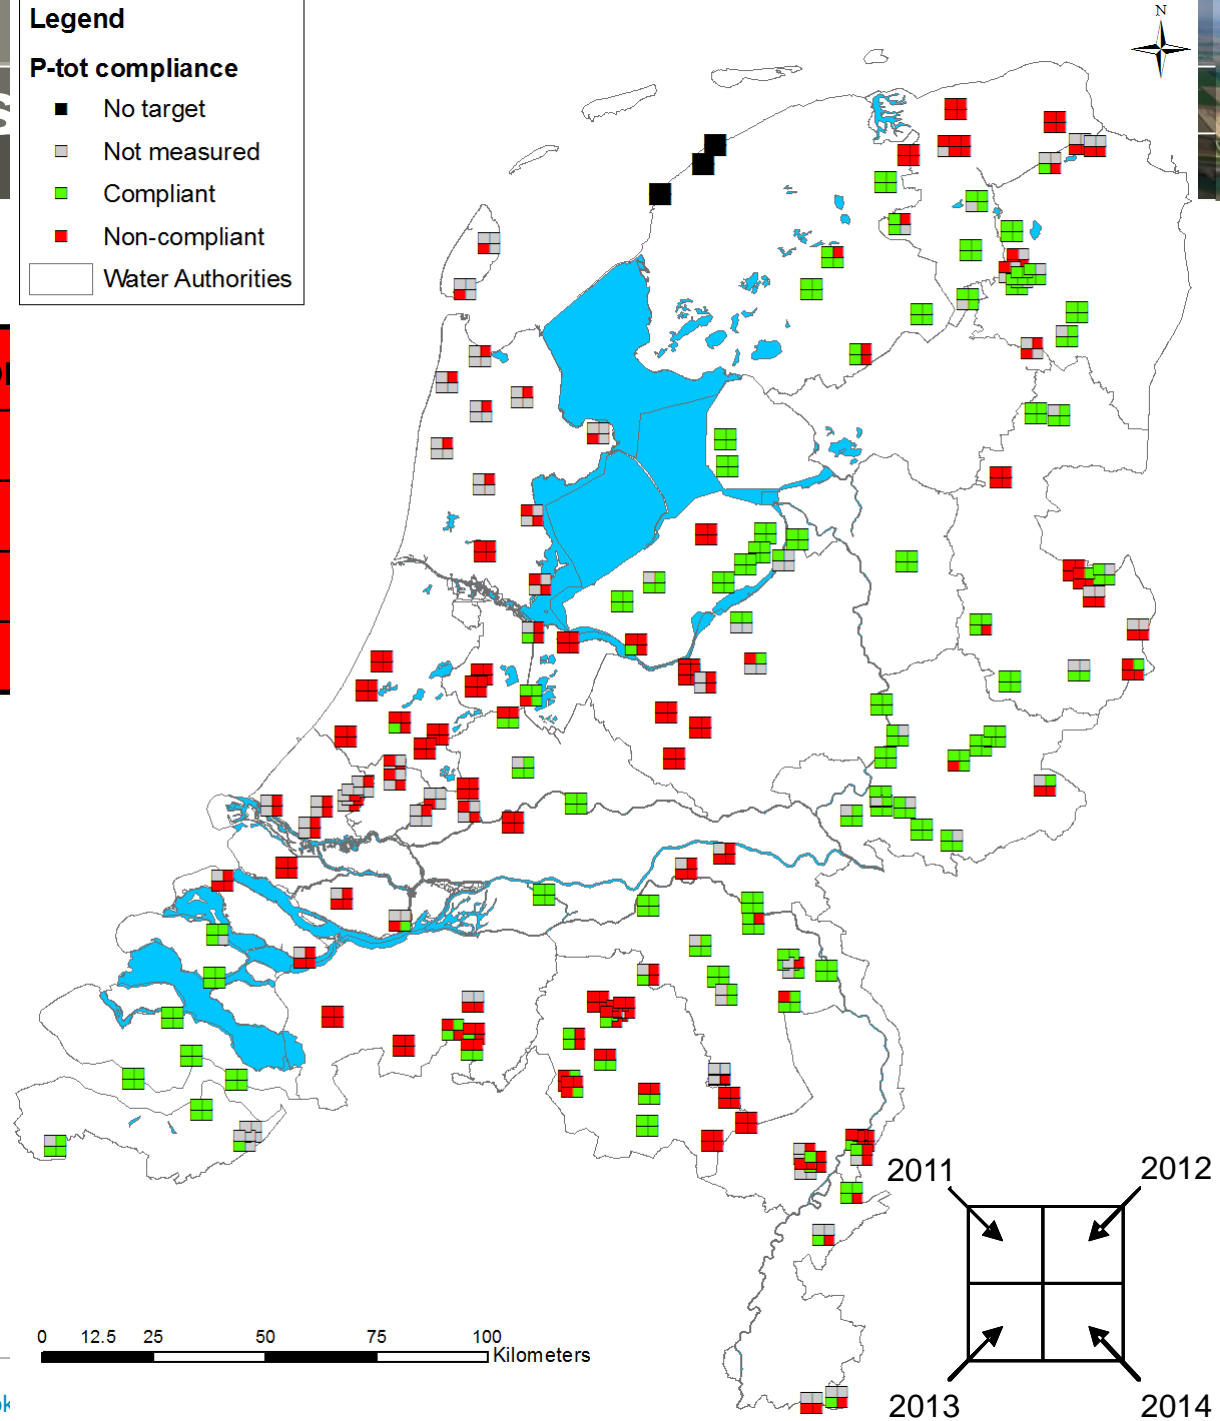 Legend
P-tot compliance
No target
Not measured
Compliant
Non-compliant
Water Authorities
N
2011
2012
2013
2014
0 12.5 25 50 75 100
Kilometers